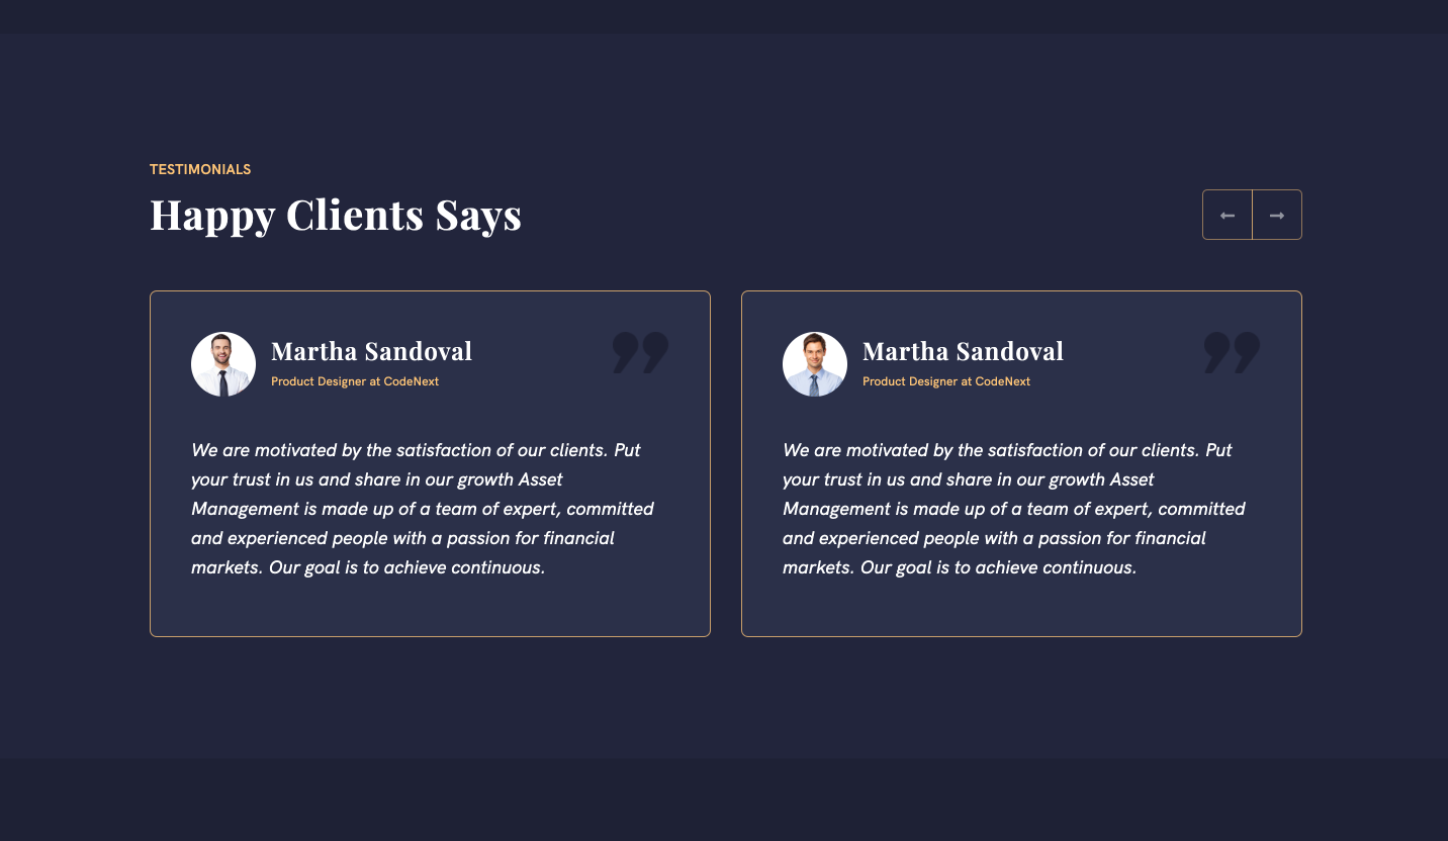 TESTIMONIALS
Happy Clients Says
Martha Sandoval
Product Designer at CodeNext
We are motivated by the satisfaction of our clients. Put
your trust in us and share in our growth Asset
Management is made up of a team of expert, committed
and experienced people with a passion for financial
markets. Our goal is to achieve continuous.
Martha Sandoval
Product Designer at CodeNext
We are motivated by the satisfaction of our clients. Put
your trust in us and share in our growth Asset
Management is made up of a team of expert, committed
and experienced people with a passion for financial
markets. Our goal is to achieve continuous.